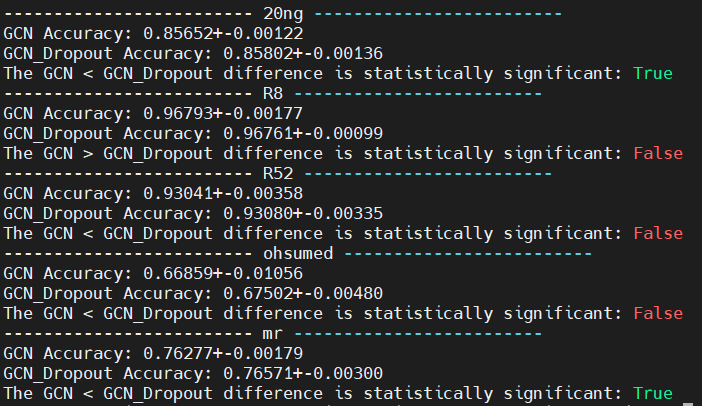 ------------------------- 20ng -------------------------
GCN Accuracy: 0.85652+-0.00122
GCN_Dropout Accuracy: 0.85802+-0.00136
The GCN < GCN_Dropout difference is statistically significant: True
------------------------- R8 -------------------------
GCN Accuracy: 0.96793+-0.00177
GCN_Dropout Accuracy: 0.96761+-0.00099
The GCN > GCN_Dropout difference is statistically significant: False
------------------------- R52 -------------------------
GCN Accuracy: 0.93041+-0.00358
GCN_Dropout Accuracy: 0.93080+-0.00335
The GCN < GCN_Dropout difference is statistically significant: False
------------------------- ohsumed -------------------------
GCN Accuracy: 0.66859+-0.01056
GCN_Dropout Accuracy: 0.67502+-0.00480
The GCN < GCN_Dropout difference is statistically significant: False
------------------------- mr -------------------------
GCN Accuracy: 0.76277+-0.00179
GCN_Dropout Accuracy: 0.76571+-0.00300
The GCN < GCN_Dropout difference is statistically significant: True